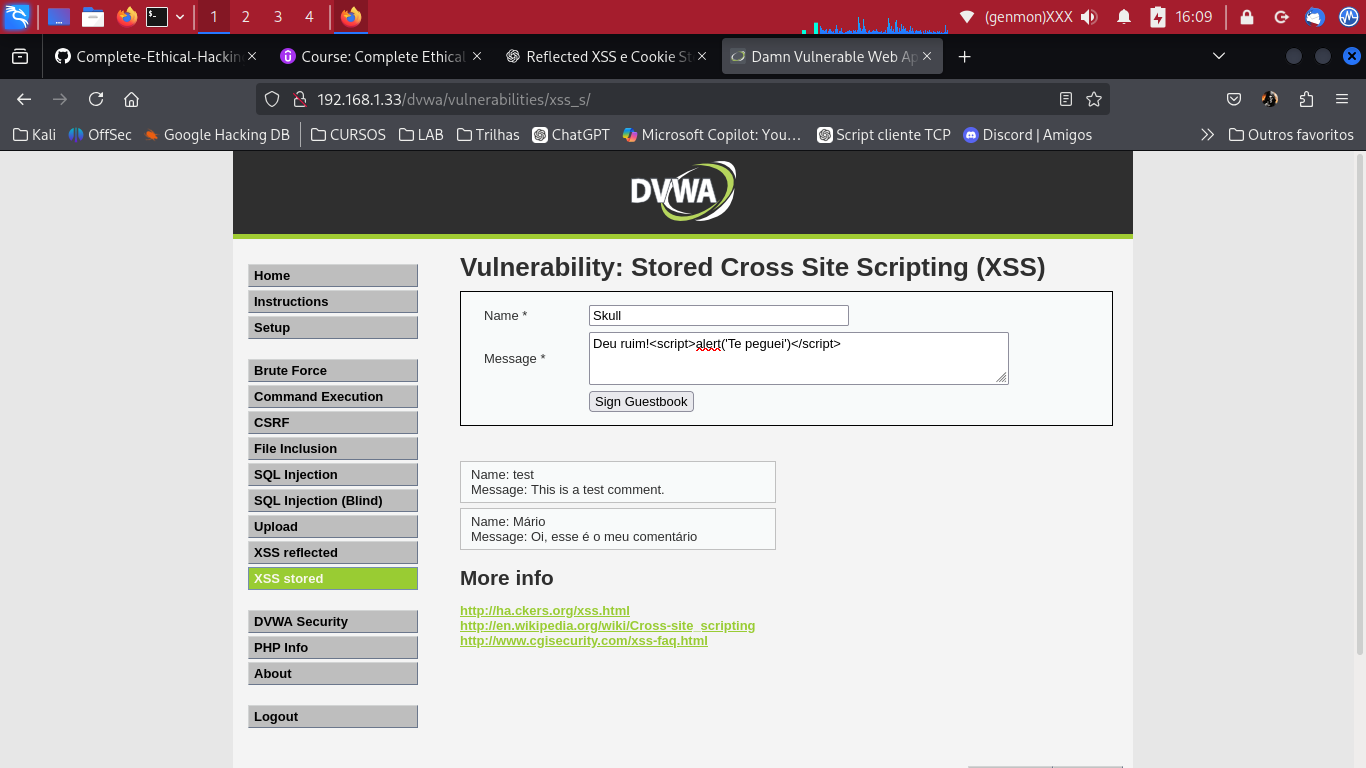 1 2 3 4 (genmon)XXX 16:09
Complete-Ethical-Hackin Course: Complete Ethical Reflected XSS e Cookie St Damn Vulnerable Web Ap
192.168.1.33/dvwa/vulnerabilities/xss_s/
Kali OffSec Google Hacking DB CURSOS LAB Trilhas ChatGPT Microsoft Copilot: You… Script cliente TCP Discord | Amigos Outros favoritos
DVWA
Home
Instructions
Setup
Brute Force
Command Execution
CSRF
File Inclusion
SQL Injection
SQL Injection (Blind)
Upload
XSS reflected
XSS stored
DVWA Security
PHP Info
About
Logout
Vulnerability: Stored Cross Site Scripting (XSS)
Name * Skull
Message * Deu ruim!<script>alert('Te peguei')</script>
Sign Guestbook
Name: test
Message: This is a test comment.
Name: Mário
Message: Oi, esse é o meu comentário
More info
http://ha.ckers.org/xss.html
http://en.wikipedia.org/wiki/Cross-site_scripting
http://www.cgisecurity.com/xss-faq.html